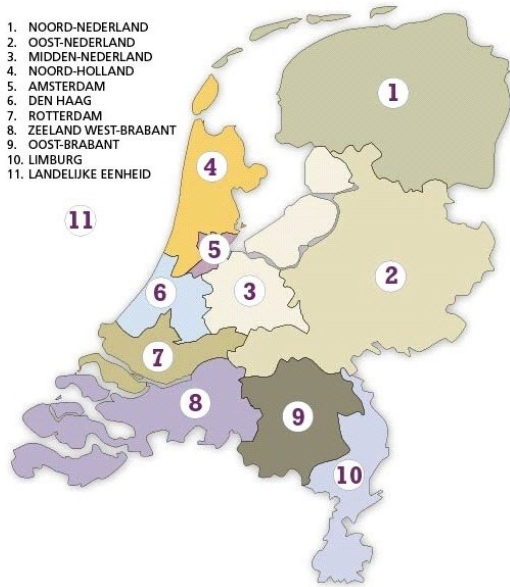 1. NOORD-NEDERLAND
2. OOST-NEDERLAND
3. MIDDEN-NEDERLAND
4. NOORD-HOLLAND
5. AMSTERDAM
6. DEN HAAG
7. ROTTERDAM
8. ZEELAND WEST-BRABANT
9. OOST-BRABANT
10. LIMBURG
11. LANDELIJKE EENHEID
1
4
11
5
2
6
3
7
8
9
10